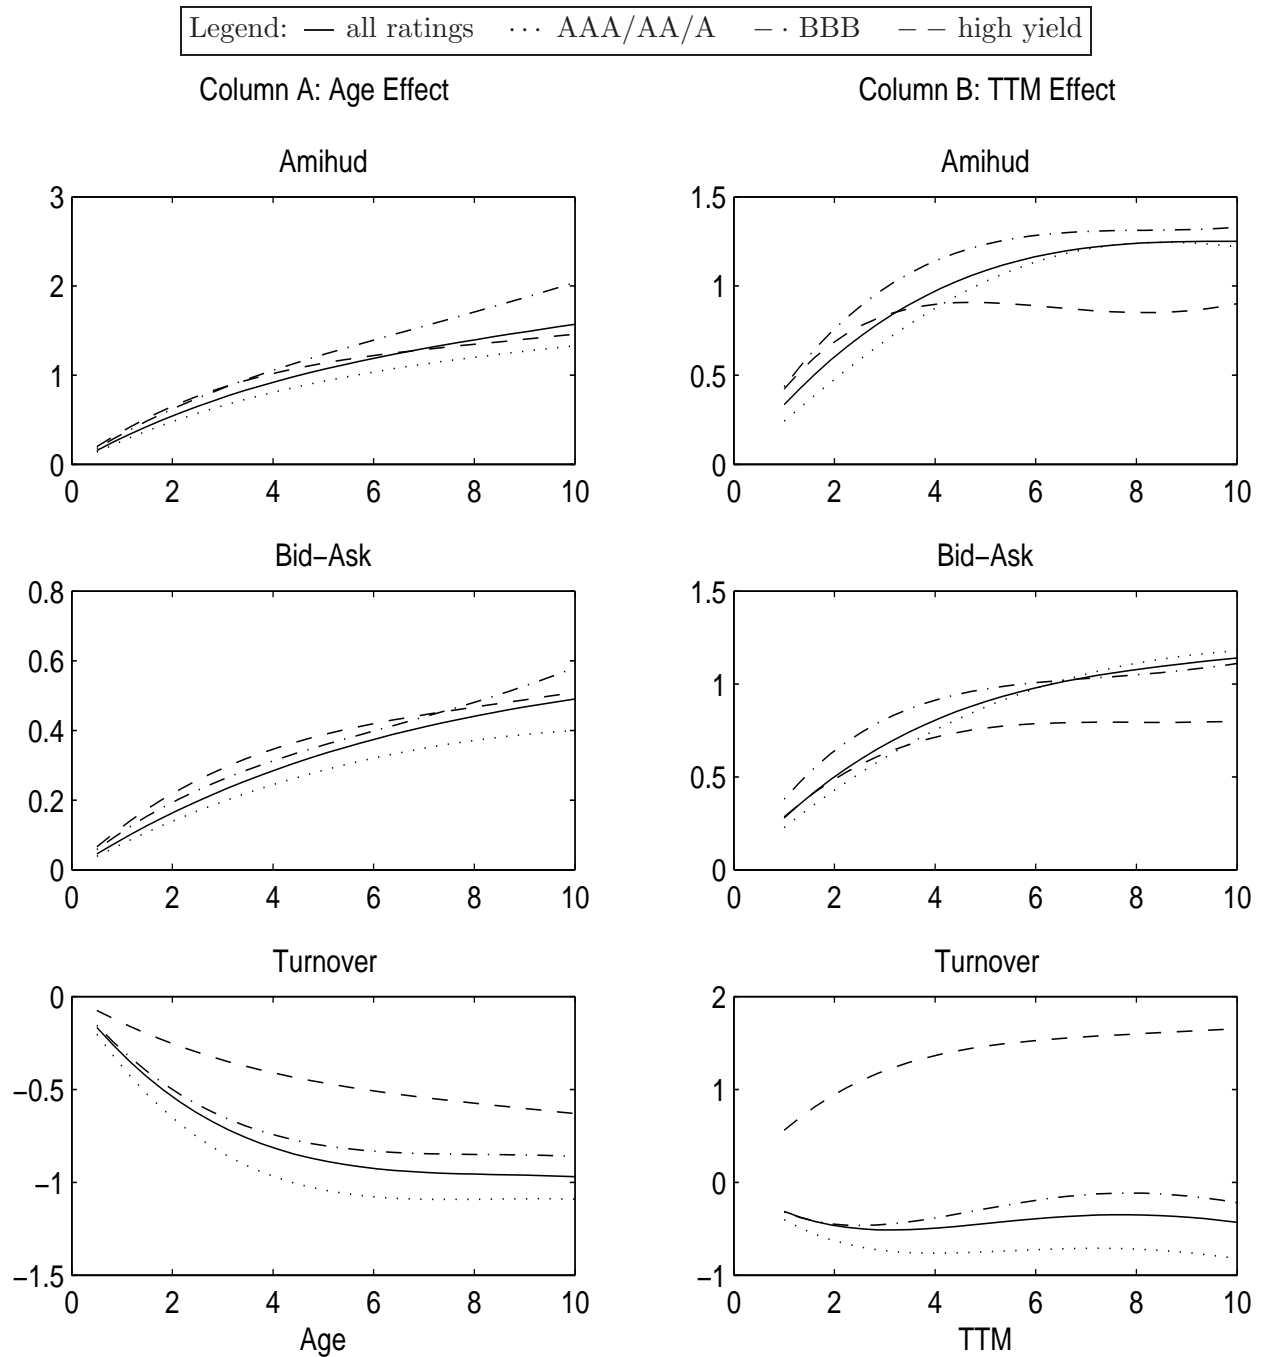 Legend: — all ratings ··· AAA/AA/A − · BBB − − high yield
Column A: Age Effect
Column B: TTM Effect
Amihud
3
2
1
0
0 2 4 6 8 10
Amihud
1.5
1
0.5
0
0 2 4 6 8 10
Bid−Ask
0.8
0.6
0.4
0.2
0
0 2 4 6 8 10
Bid−Ask
1.5
1
0.5
0
0 2 4 6 8 10
Turnover
0
−0.5
−1
−1.5
0 2 4 6 8 10
Age
Turnover
2
1
0
−1
0 2 4 6 8 10
TTM